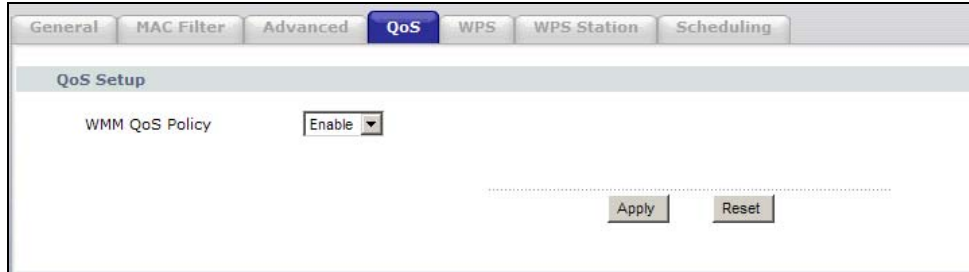 General MAC Filter Advanced QoS WPS WPS Station Scheduling
QoS Setup
WMM QoS Policy Enable
Apply Reset